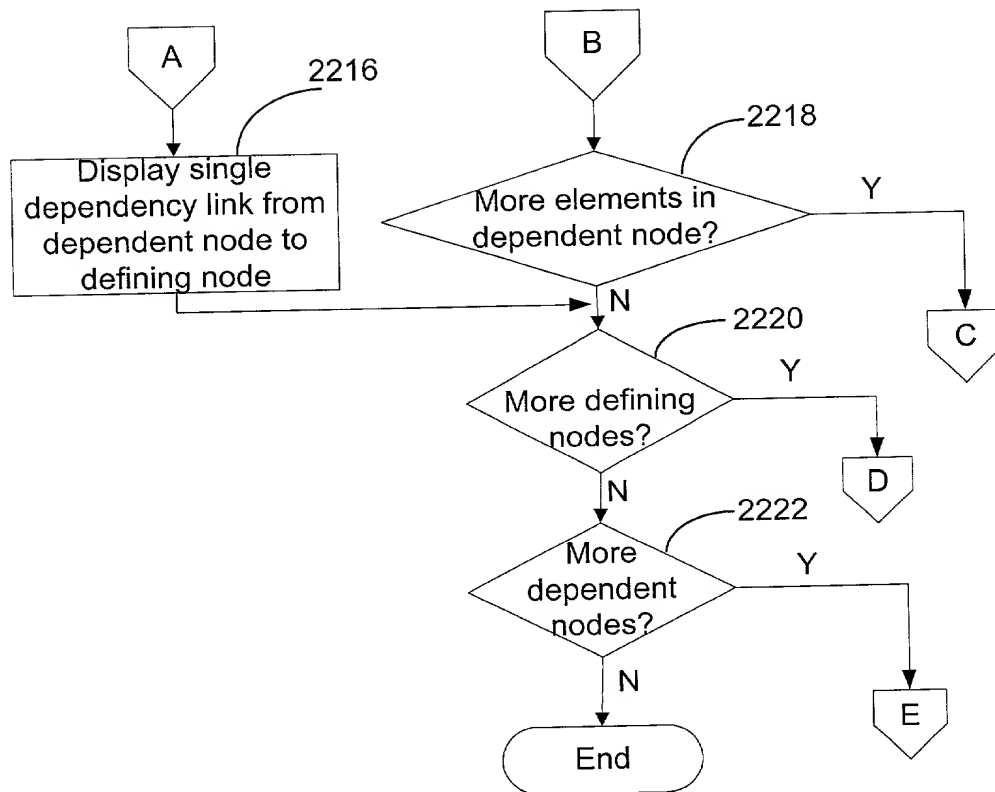 A
B
2216
2218
Display single
dependency link from
dependent node to
defining node
More elements in
dependent node?
Y
N
C
2220
More defining
nodes?
Y
D
N
2222
More
dependent
nodes?
Y
E
N
End